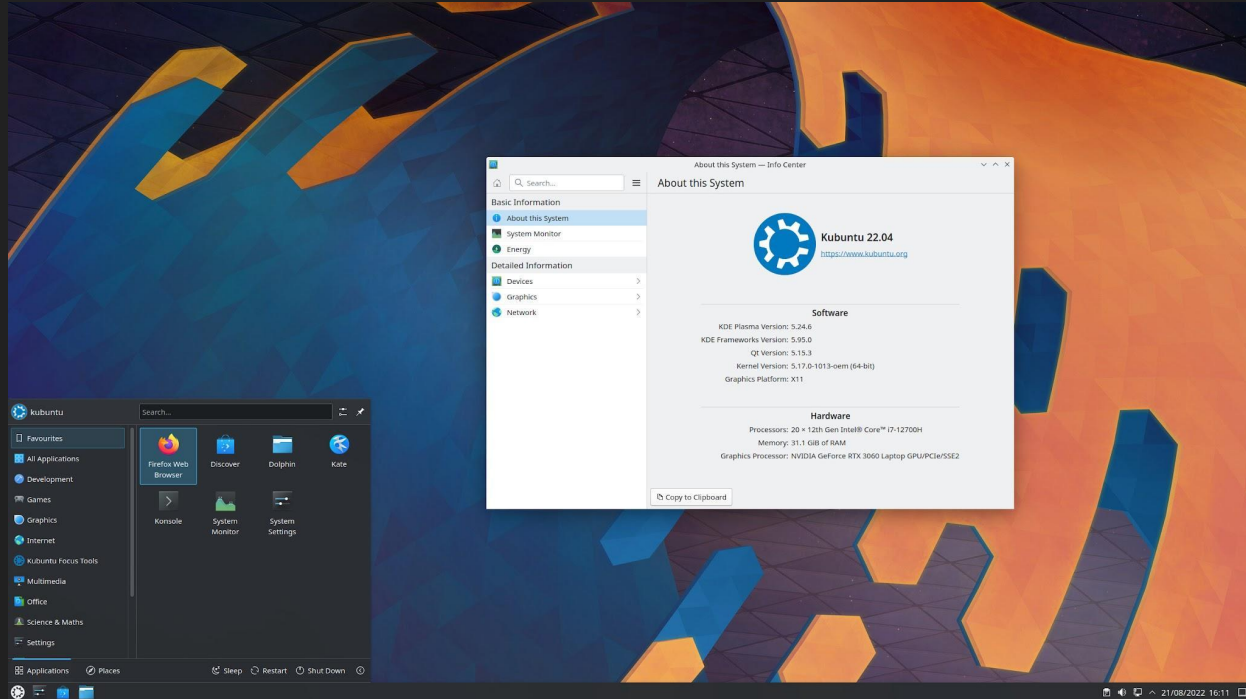 About this System — Info Center
Search...
About this System
Basic Information
About this System
System Monitor
Energy
Detailed Information
Devices
Graphics
Network
Kubuntu 22.04
https://www.kubuntu.org
Software
KDE Plasma Version: 5.24.6
KDE Frameworks Version: 5.95.0
Qt Version: 5.15.3
Kernel Version: 5.17.0-1013-oem (64-bit)
Graphics Platform: X11
Hardware
Processors: 20 × 12th Gen Intel® Core™ i7-12700H
Memory: 31.1 GiB of RAM
Graphics Processor: NVIDIA GeForce RTX 3060 Laptop GPU/PCIe/SSE2
Copy to Clipboard
kubuntu
Search...
Favourites
All Applications
Development
Games
Graphics
Internet
Kubuntu Focus Tools
Multimedia
Office
Science & Maths
Settings
Firefox Web
Browser
Discover
Dolphin
Kate
Konsole
System
Monitor
System
Settings
Applications
Places
Sleep
Restart
Shut Down
21/08/2022 16:11